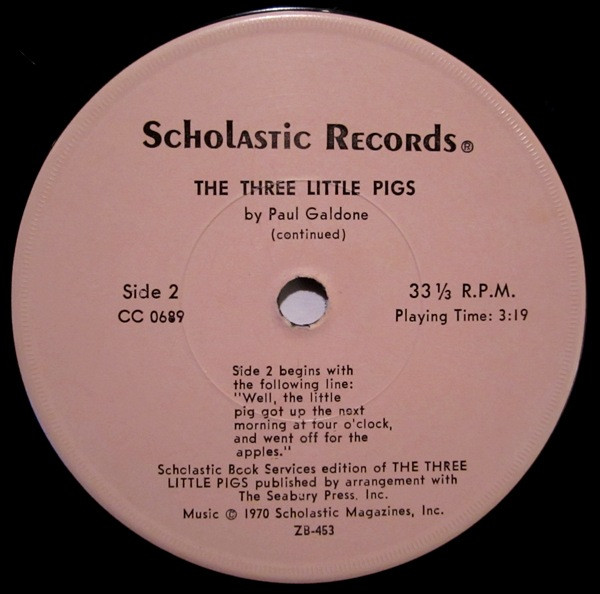 Scholastic Records®
THE THREE LITTLE PIGS
by Paul Galdone
(continued)
Side 2
CC 0689
33 ⅓ R.P.M.
Playing Time: 3:19
Side 2 begins with
the following line:
"Well, the little
pig got up the next
morning at four o'clock,
and went off for the
apples."
Scholastic Book Services edition of THE THREE
LITTLE PIGS published by arrangement with
The Seabury Press, Inc.
Music © 1970 Scholastic Magazines, Inc.
ZB-453